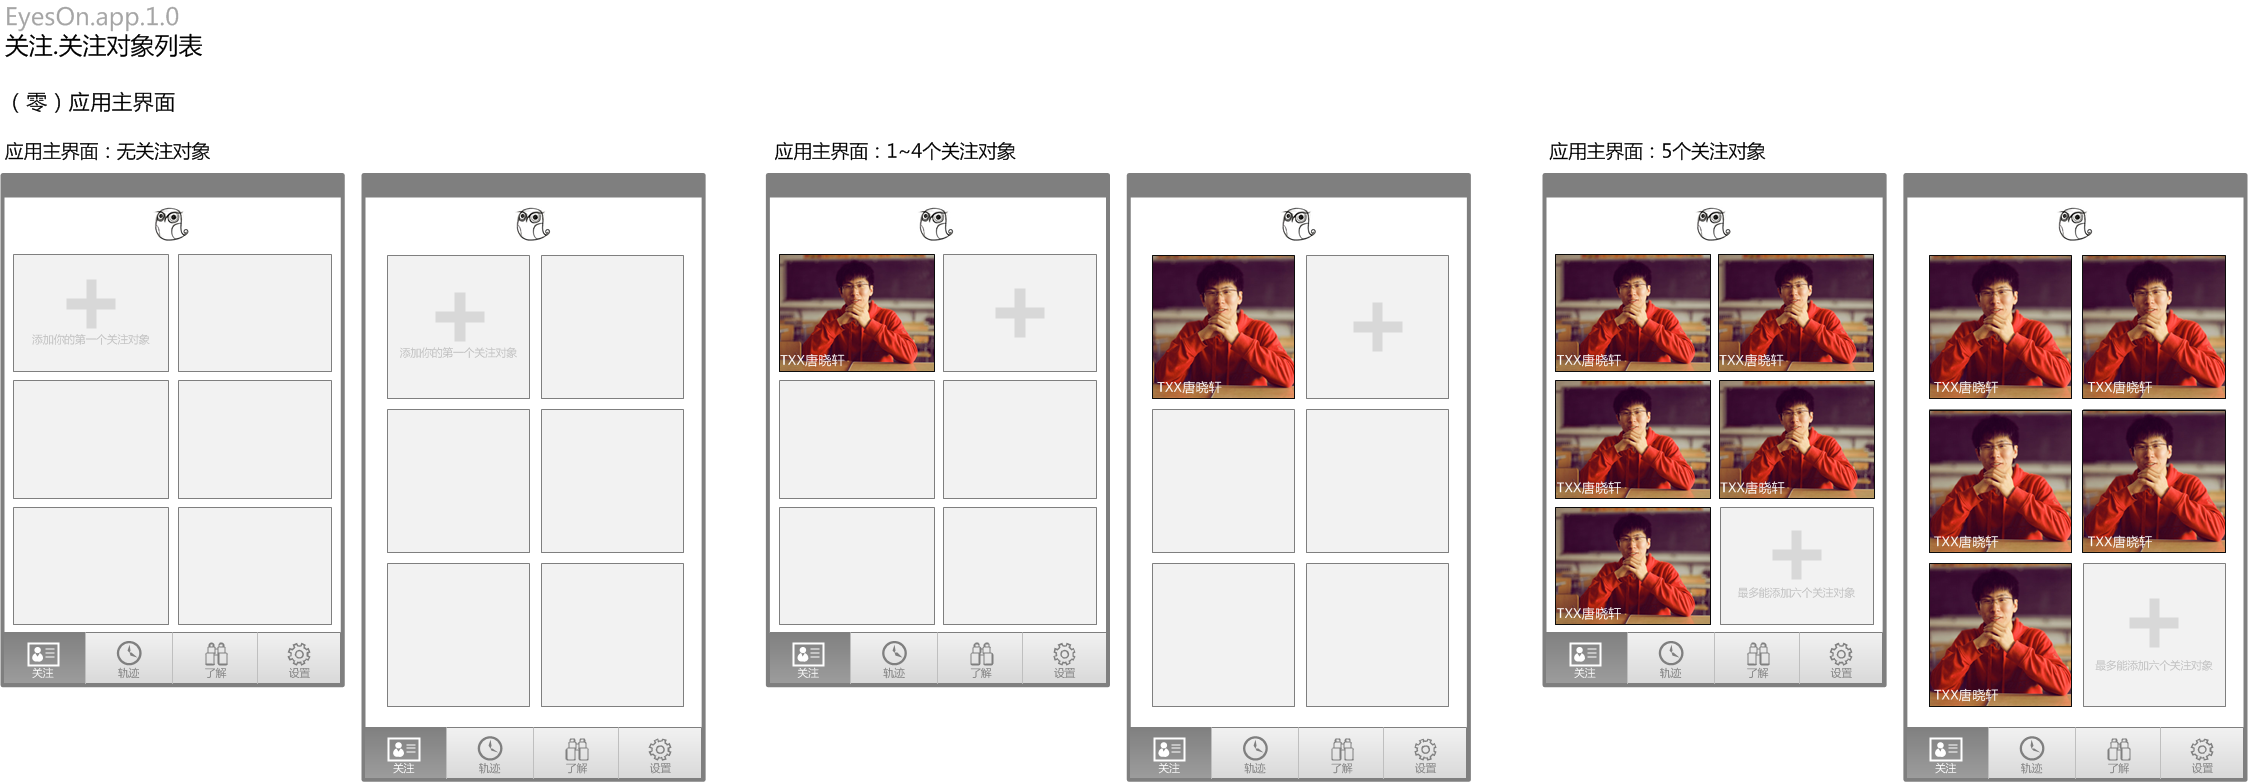 EyesOn.app.1.0
关注.关注对象列表
（零）应用主界面
应用主界面：无关注对象
添加你的第一个关注对象
关注 轨迹 了解 设置
添加你的第一个关注对象
关注 轨迹 了解 设置
应用主界面：1~4个关注对象
TXX唐晓轩
关注 轨迹 了解 设置
TXX唐晓轩
关注 轨迹 了解 设置
应用主界面：5个关注对象
TXX唐晓轩 TXX唐晓轩
TXX唐晓轩 TXX唐晓轩
TXX唐晓轩
最多能添加六个关注对象
关注 轨迹 了解 设置
TXX唐晓轩 TXX唐晓轩
TXX唐晓轩 TXX唐晓轩
TXX唐晓轩
最多能添加六个关注对象
关注 轨迹 了解 设置